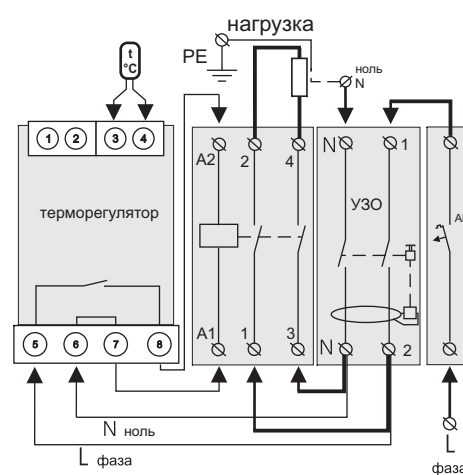 нагрузка
PE
ноль
N
t
°C
1 2 3 4
A2 2 4
N 1
терморегулятор
УЗО
A1 1 3
N 2
5 6 7 8
N ноль
L фаза
L
фаза